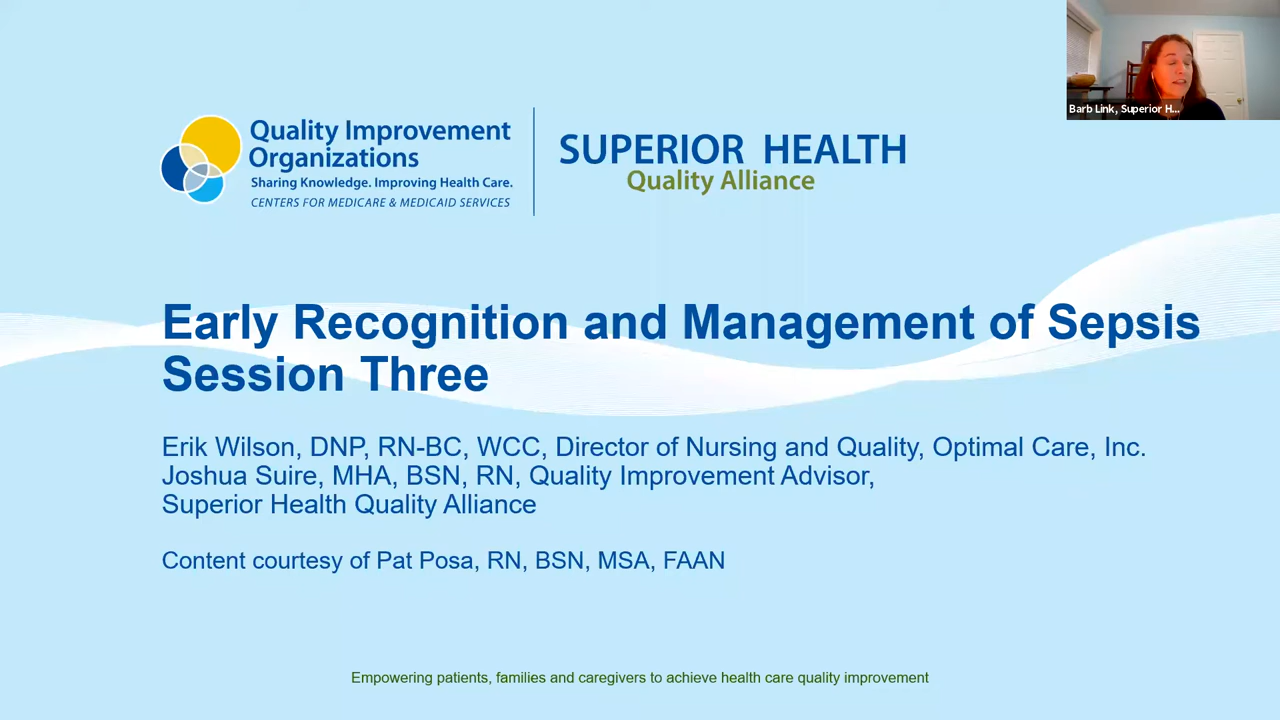 Barb Link, Superior H...
Quality Improvement
Organizations
Sharing Knowledge. Improving Health Care.
CENTERS FOR MEDICARE & MEDICAID SERVICES
SUPERIOR HEALTH
Quality Alliance
Early Recognition and Management of Sepsis
Session Three
Erik Wilson, DNP, RN-BC, WCC, Director of Nursing and Quality, Optimal Care, Inc.
Joshua Suire, MHA, BSN, RN, Quality Improvement Advisor,
Superior Health Quality Alliance
Content courtesy of Pat Posa, RN, BSN, MSA, FAAN
Empowering patients, families and caregivers to achieve health care quality improvement